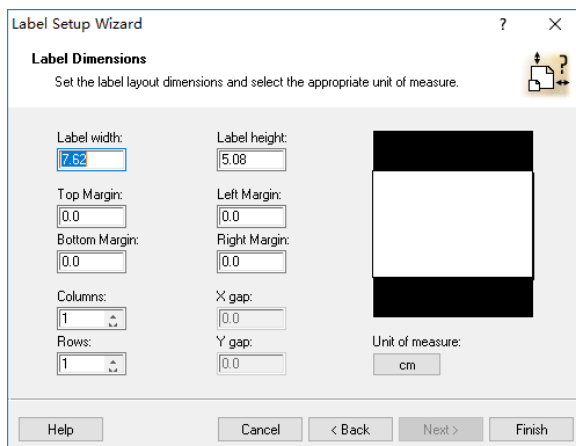 Label Setup Wizard
?
Label Dimensions
Set the label layout dimensions and select the appropriate unit of measure.
?
Label width:
Label height:
7.62
5.08
Top Margin:
Left Margin:
0.0
0.0
Bottom Margin:
Right Margin:
0.0
0.0
Columns:
X gap:
1
0.0
Rows:
Y gap:
Unit of measure:
1
0.0
cm
Help
Cancel
< Back
Next >
Finish